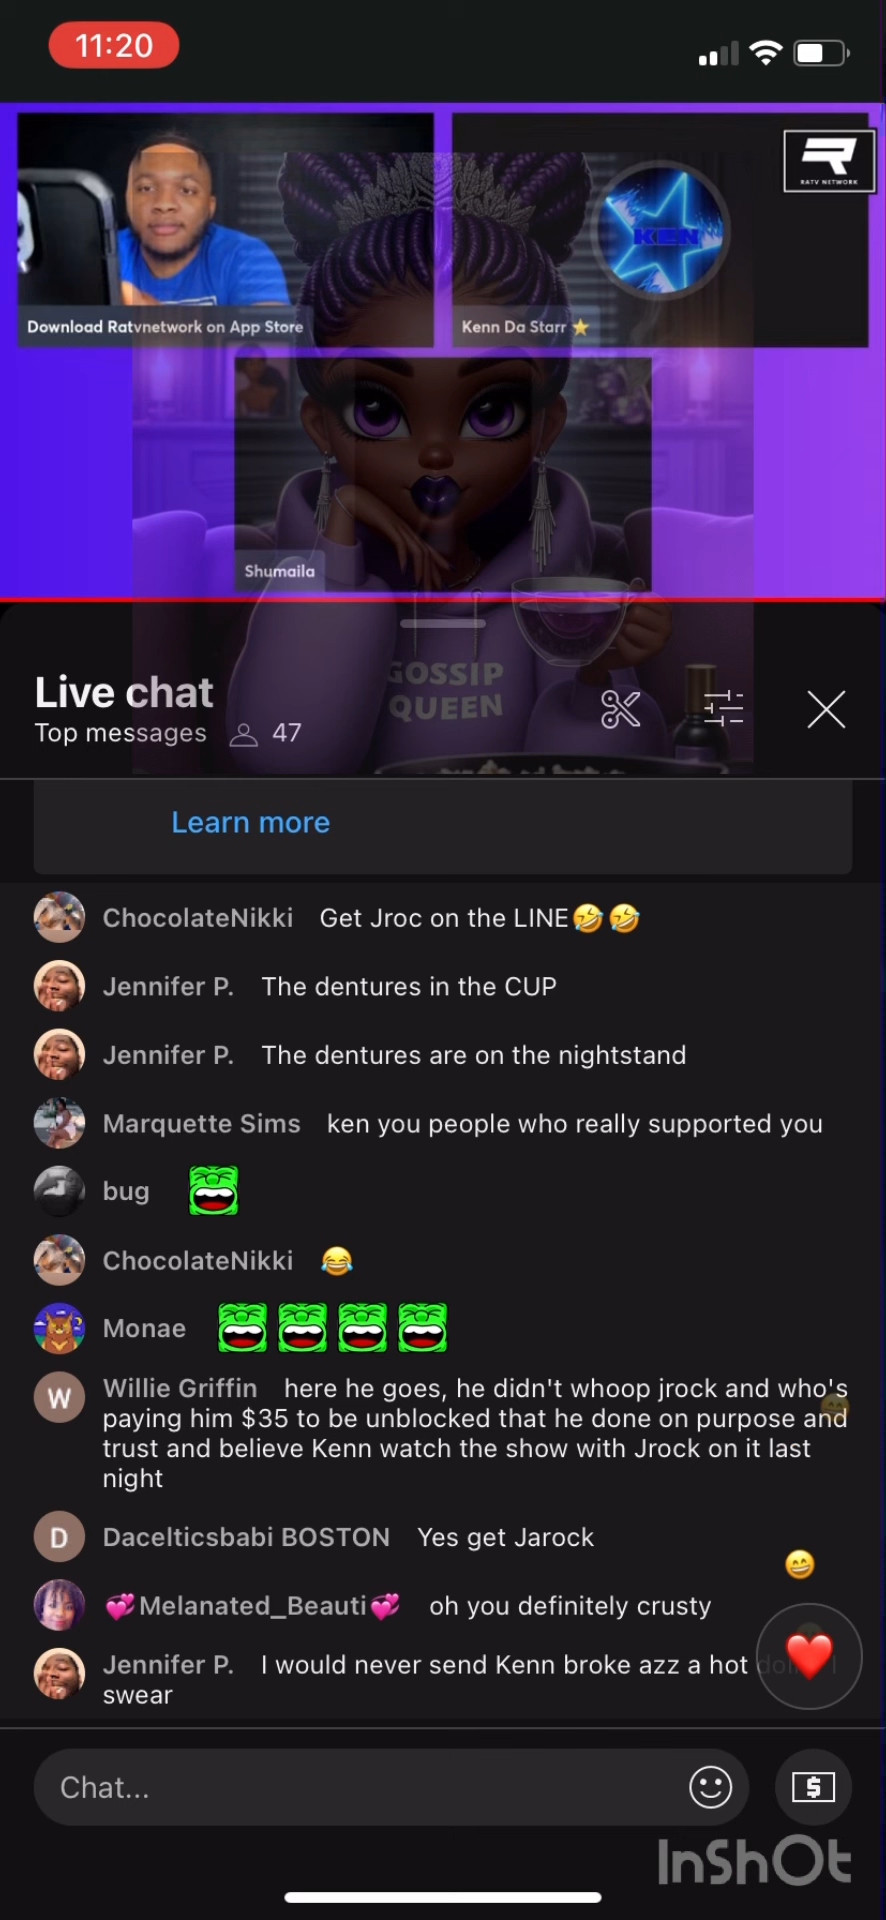 11:20
RATV NETWORK
KEN
Download Ratvnetwork on App Store
Kenn Da Starr ⭐
Shumaila
GOSSIP
QUEEN
Live chat
Top messages 47
Learn more
ChocolateNikki Get Jroc on the LINE🤣🤣
Jennifer P. The dentures in the CUP
Jennifer P. The dentures are on the nightstand
Marquette Sims ken you people who really supported you
bug
ChocolateNikki 😂
Monae
W
Willie Griffin here he goes, he didn't whoop jrock and who's
paying him $35 to be unblocked that he done on purpose and
trust and believe Kenn watch the show with Jrock on it last
night
D
Dacelticsbabi BOSTON Yes get Jarock
💞Melanated_Beauti💞 oh you definitely crusty
Jennifer P. I would never send Kenn broke azz a hot
swear
Chat...
InShOt